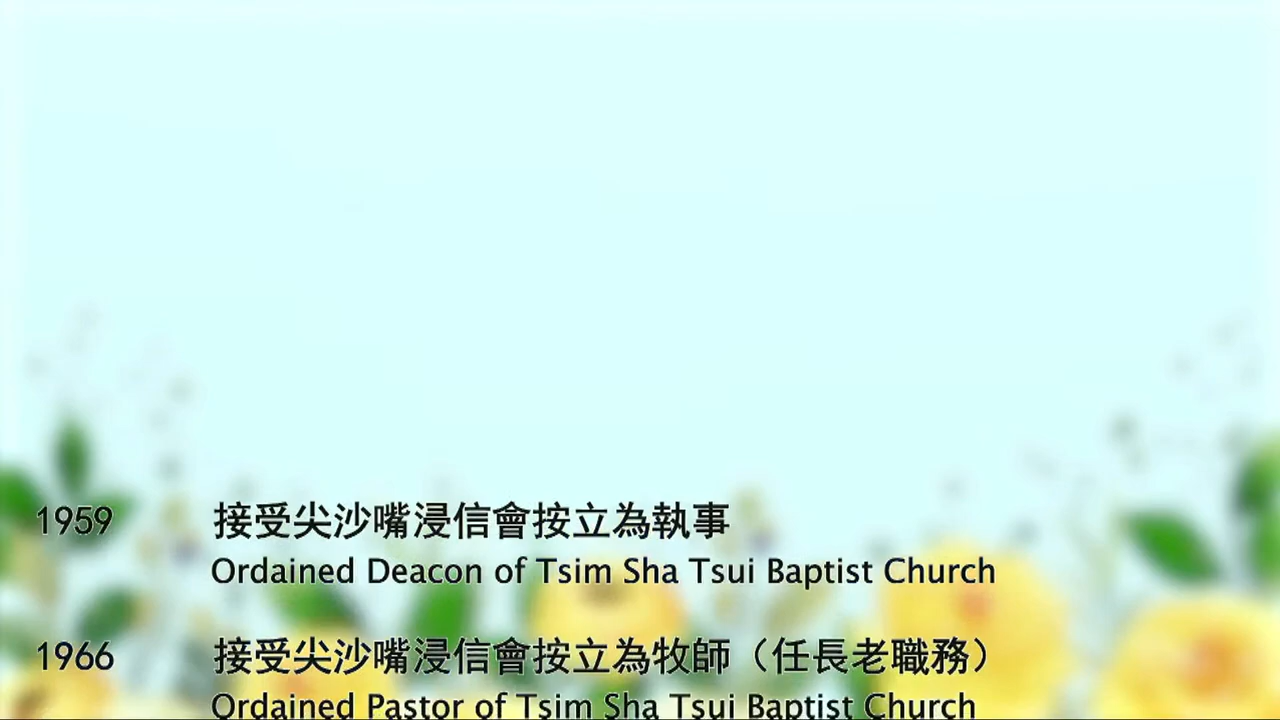 1959 接受尖沙嘴浸信會按立為執事
Ordained Deacon of Tsim Sha Tsui Baptist Church
1966 接受尖沙嘴浸信會按立為牧師（任長老職務）
Ordained Pastor of Tsim Sha Tsui Baptist Church